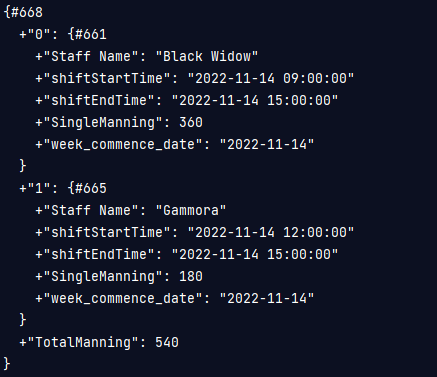 {#668
+"0": {#661
+"Staff Name": "Black Widow"
+"shiftStartTime": "2022-11-14 09:00:00"
+"shiftEndTime": "2022-11-14 15:00:00"
+"SingleManning": 360
+"week_commence_date": "2022-11-14"
}
+"1": {#665
+"Staff Name": "Gammora"
+"shiftStartTime": "2022-11-14 12:00:00"
+"shiftEndTime": "2022-11-14 15:00:00"
+"SingleManning": 180
+"week_commence_date": "2022-11-14"
}
+"TotalManning": 540
}